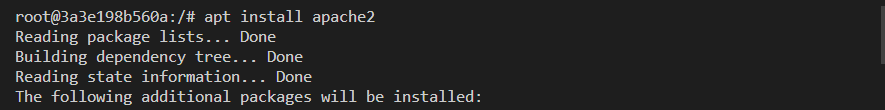 root@3a3e198b560a:/# apt install apache2
Reading package lists... Done
Building dependency tree... Done
Reading state information... Done
The following additional packages will be installed: